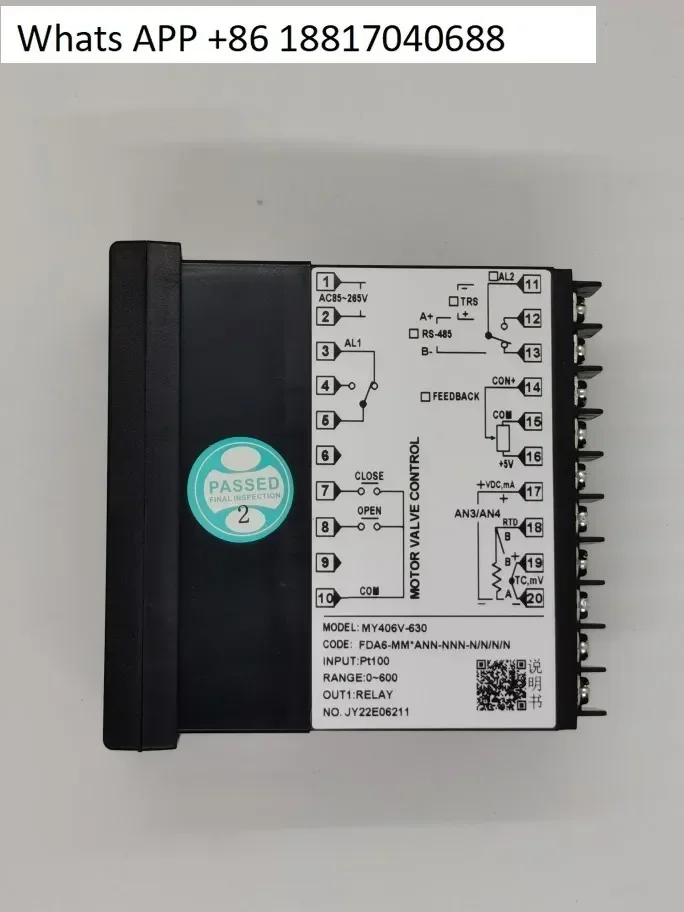 Whats APP +86 18817040688
1
AC85~265V
2
3 AL1
4
5
6
7 CLOSE
8 OPEN
9
10 COM
MOTOR VALVE CONTROL
AL2 11
TRS
A+ 12
RS-485
B- 13
CON+ 14
FEEDBACK
COM 15
+5V 16
+VDC,mA 17
+
AN3/AN4
RTD 18
B
B + 19
TC,mV
A 20
PASSED
FINAL INSPECTION
2
MODEL: MY406V-630
CODE: FDA6-MM*ANN-NNN-N/N/N/N
INPUT:Pt100
RANGE:0~600
OUT1:RELAY
NO. JY22E06211
说明书